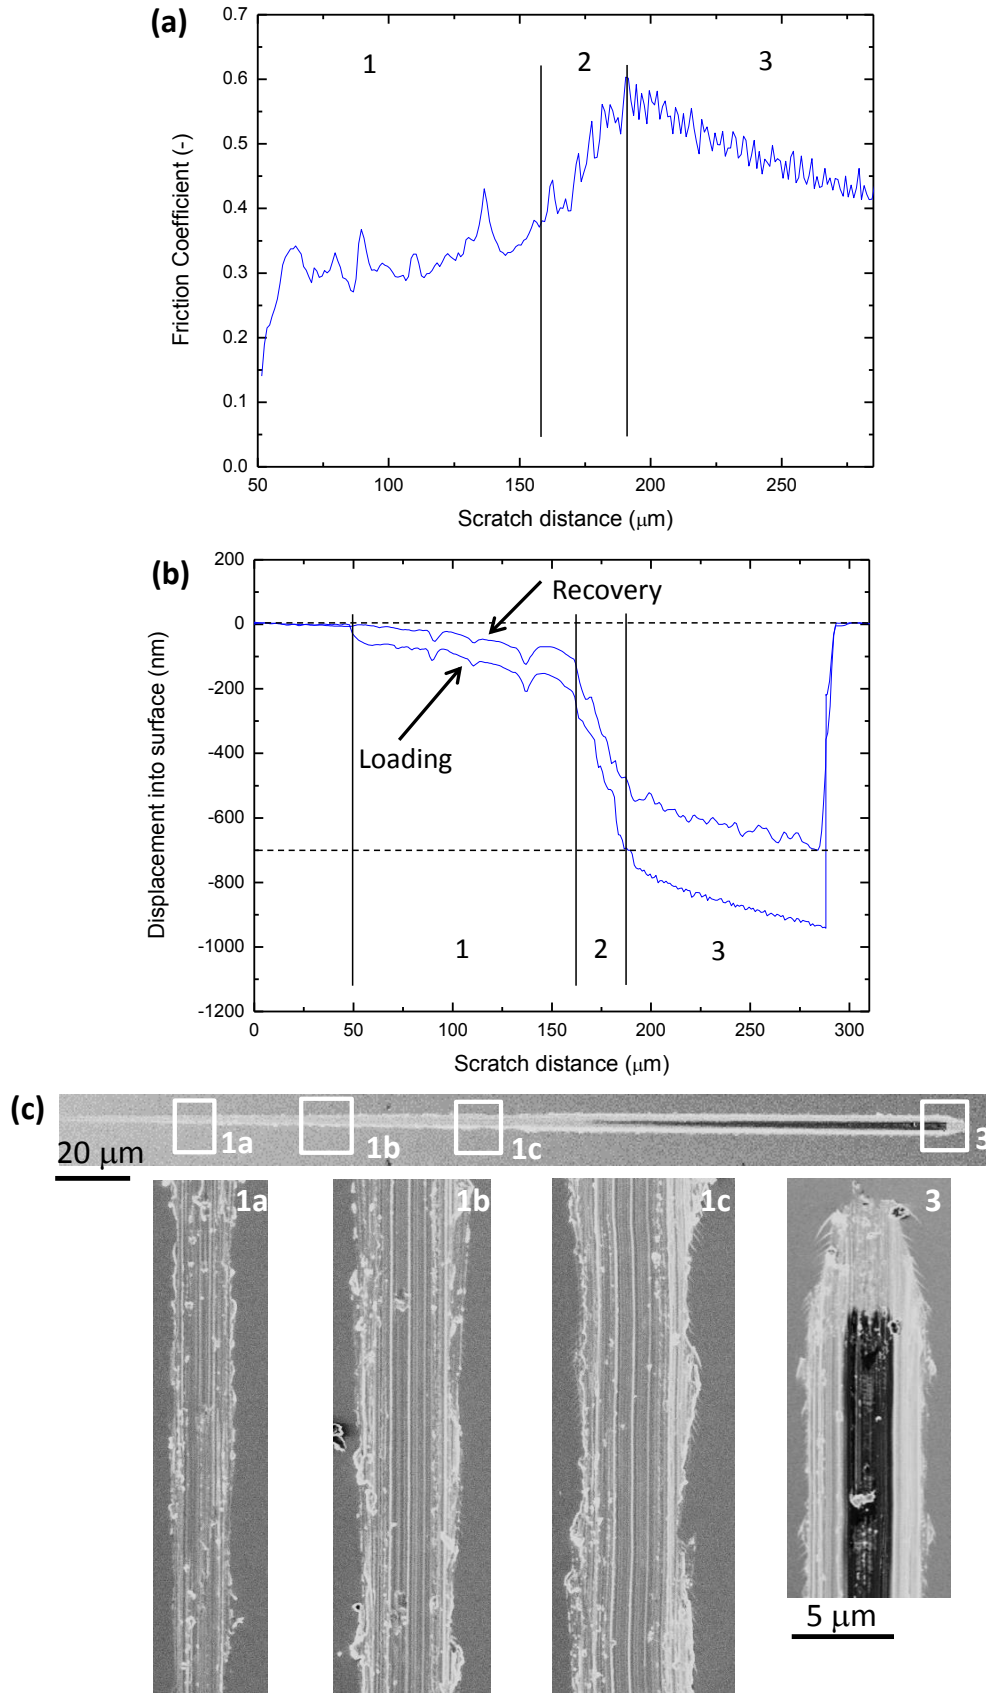 (a)
0.7
0.6
0.5
0.4
0.3
0.2
0.1
0.0
Friction Coefficient (-)
1
2
3
50
100
150
200
250
Scratch distance (μm)
(b)
200
0
-200
-400
-600
-800
-1000
-1200
Displacement into surface (nm)
Recovery
Loading
1
2
3
0
50
100
150
200
250
300
Scratch distance (μm)
(c)
1a
1b
1c
3
20 μm
1a
1b
1c
3
5 μm